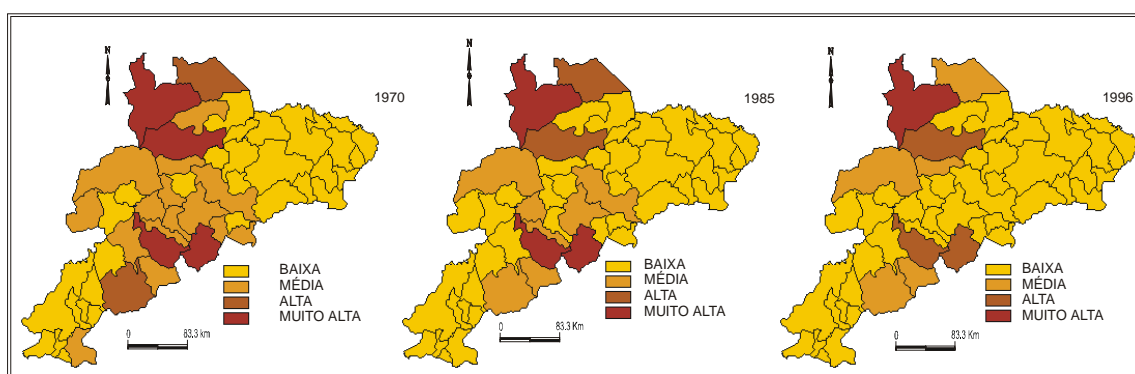 N
1970
BAIXA
MÉDIA
ALTA
MUITO ALTA
0
83,3 Km
N
1985
BAIXA
MÉDIA
ALTA
MUITO ALTA
0
83,3 Km
N
1996
BAIXA
MÉDIA
ALTA
MUITO ALTA
0
83,3 Km